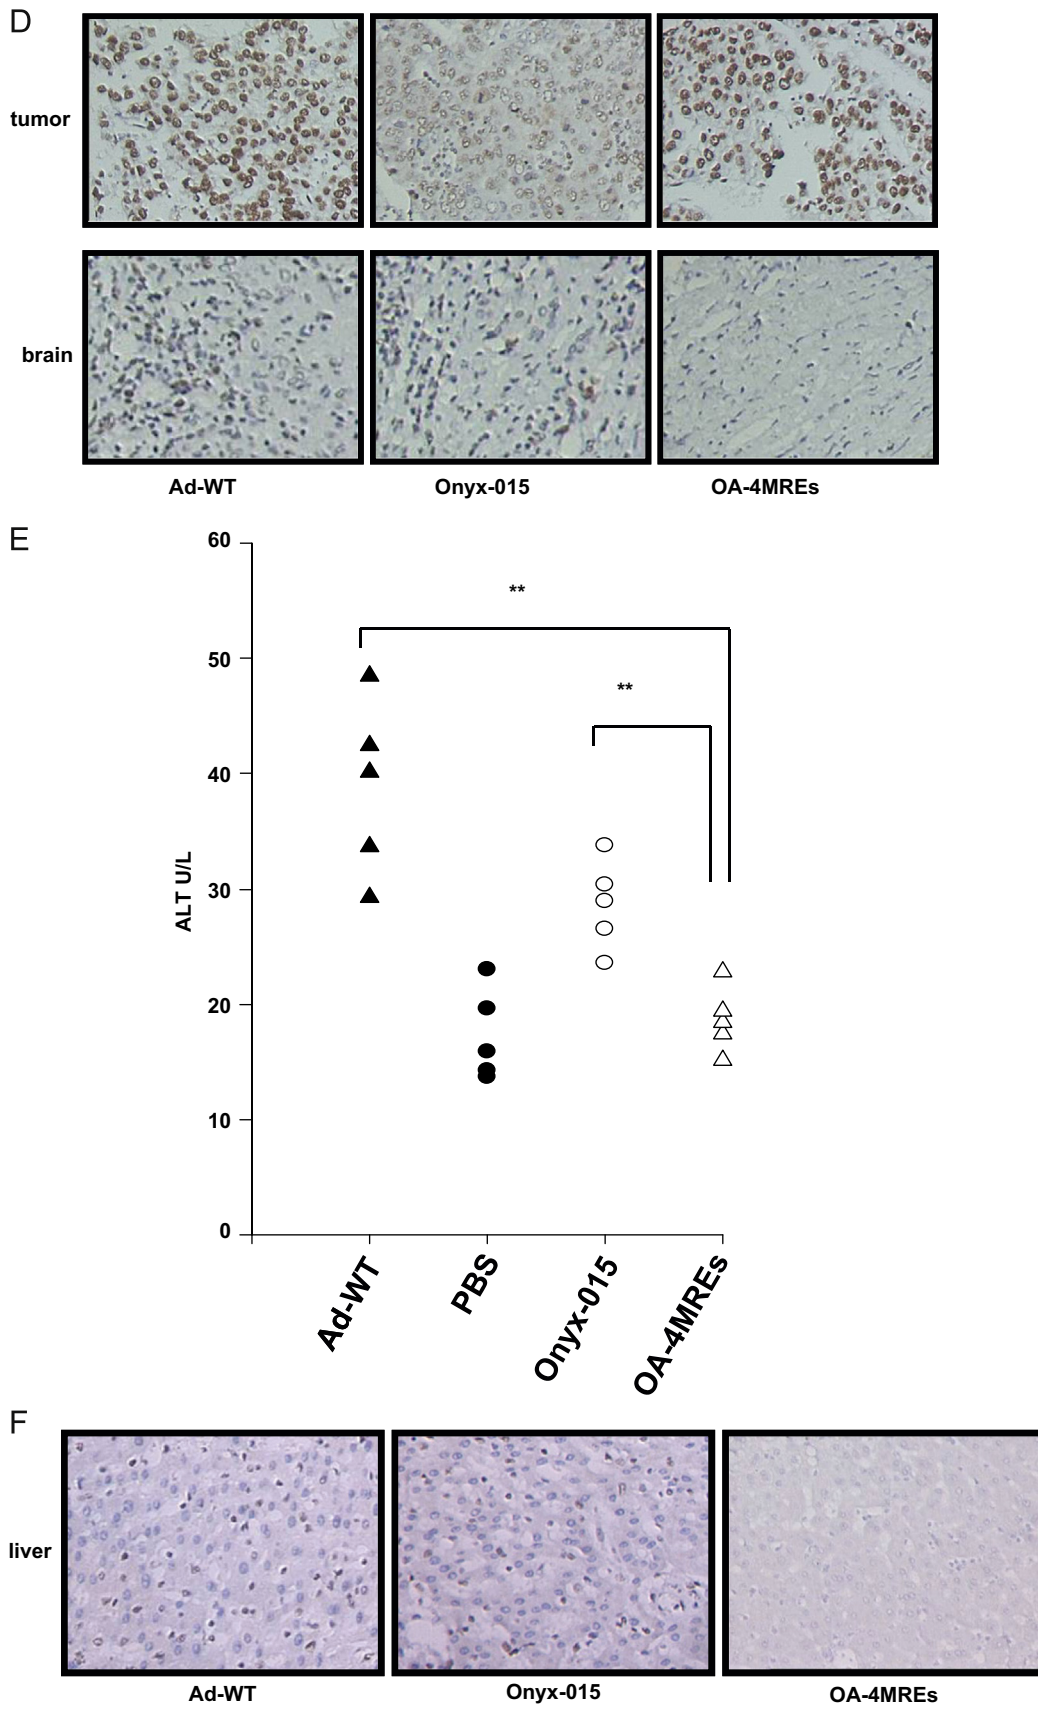 D
tumor
brain
Ad-WT
Onyx-015
OA-4MREs
E
60
50
40
30
20
10
0
ALT U/L
**
**
Ad-WT
PBS
Onyx-015
OA-4MREs
F
liver
Ad-WT
Onyx-015
OA-4MREs